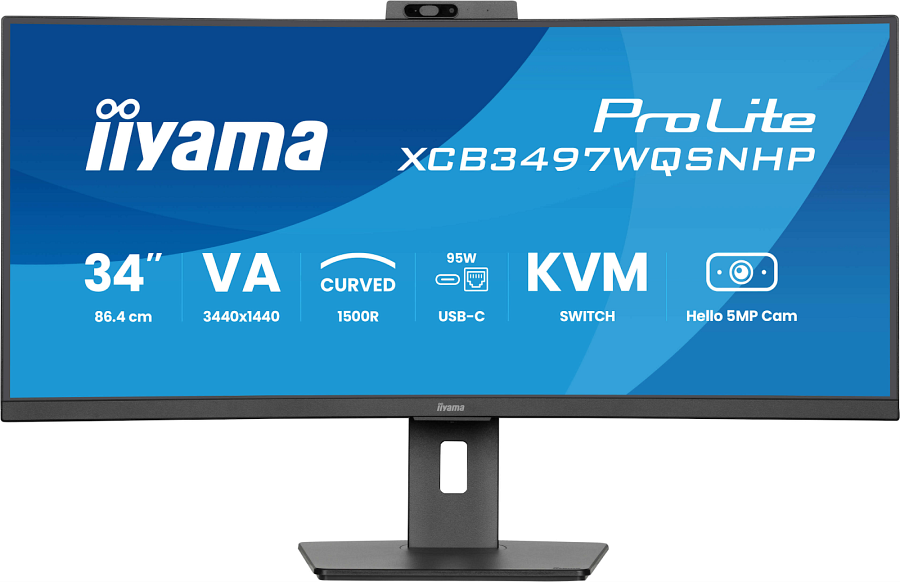 iiyama
ProLite
XCB3497WQSNHP
34"
86.4 cm
VA
3440x1440
CURVED
1500R
95W
USB-C
KVM
SWITCH
Hello 5MP Cam
iiyama